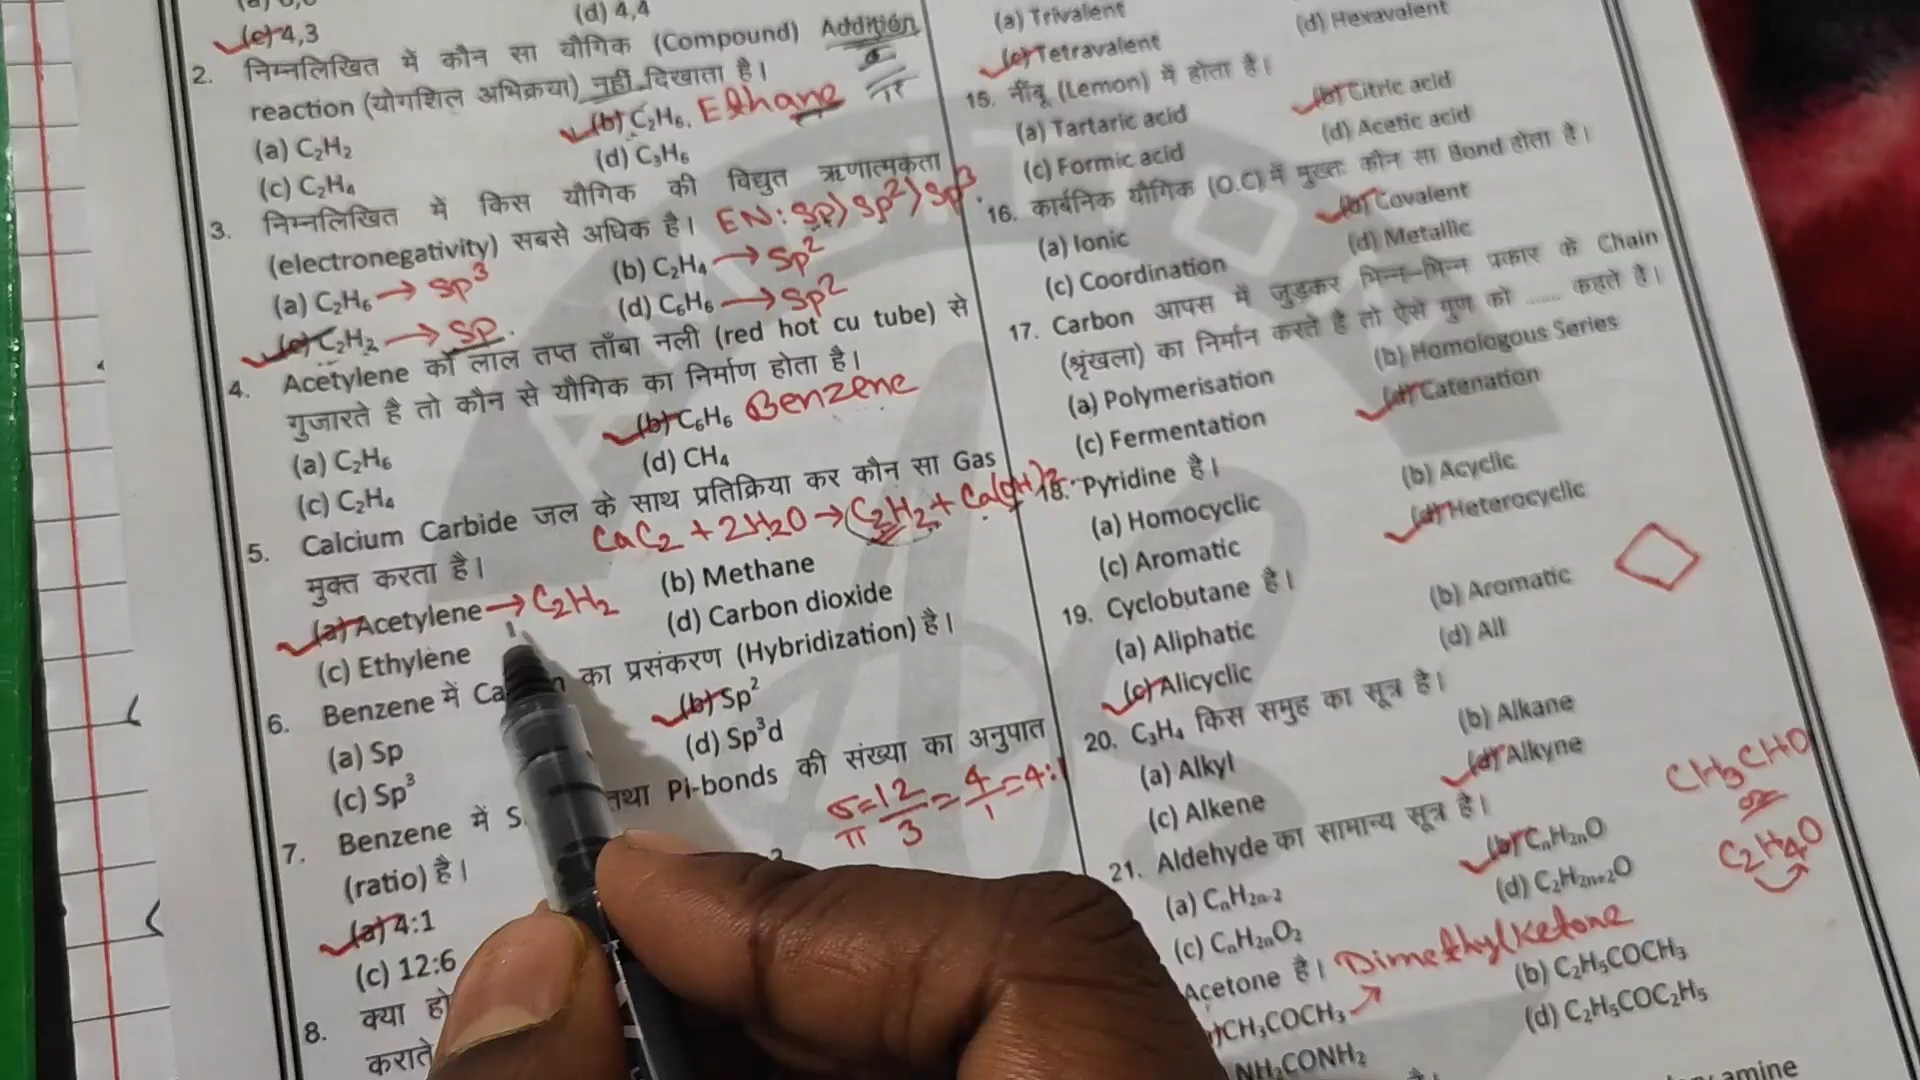 (d) 4,4
(c) 4,3
2. निम्नलिखित में कौन सा यौगिक (Compound) Addition
reaction (योगशिल अभिक्रया) नहीं दिखाता है।
(a) C₂H₂
(b) C₂H₆. Ethane
(c) C₂H₄
(d) C₃H₆
σ
π
3. निम्नलिखित में किस यौगिक की विद्युत ऋणात्मकता
(electronegativity) सबसे अधिक है। EN: SP > SP² > SP³.
(a) C₂H₆ → SP³
(b) C₂H₄ → SP²
(c) C₂H₂ → SP.
(d) C₆H₆ → SP²
4. Acetylene को लाल तप्त ताँबा नली (red hot cu tube) से
गुजारते है तो कौन से यौगिक का निर्माण होता है।
(a) C₂H₆
(b) C₆H₆ Benzene
(c) C₂H₄
(d) CH₄
5. Calcium Carbide जल के साथ प्रतिक्रिया कर कौन सा Gas
मुक्त करता है।
CaC₂ + 2H₂O → C₂H₂ + Ca(OH)₂.
(a) Acetylene → C₂H₂
(b) Methane
(c) Ethylene
(d) Carbon dioxide
6. Benzene में का प्रसंकरण (Hybridization) है।
(a) Sp
(b) Sp²
(c) Sp³
(d) Sp³d
7. Benzene में तथा Pi-bonds की संख्या का अनुपात
(ratio) है।
σ/π = 12/3 = 4/1 = 4:1
(a) 4:1
(c) 12:6
8. क्या
(a) Trivalent
(d) Hexavalent
(c) Tetravalent
15. नींबू (Lemon) में होता है।
(a) Tartaric acid
(b) Citric acid
(c) Formic acid
(d) Acetic acid
16. कार्बनिक यौगिक (O.C) में मुख्यतः कौन सा Bond होता है।
(a) Ionic
(b) Covalent
(c) Coordination
(d) Metallic
17. Carbon आपस में जुड़कर भिन्न-भिन्न प्रकार के Chain
(श्रृंखला) का निर्माण करते है तो ऐसे गुण को ....... कहते है।
(a) Polymerisation
(b) Homologous Series
(c) Fermentation
(d) Catenation
18. Pyridine है।
(a) Homocyclic
(b) Acyclic
(c) Aromatic
(d) Heterocyclic
19. Cyclobutane है।
(a) Aliphatic
(b) Aromatic
(c) Alicyclic
(d) All
20. C₃H₄ किस समुह का सूत्र है।
(a) Alkyl
(b) Alkane
(c) Alkene
(d) Alkyne
21. Aldehyde का सामान्य सूत्र है।
(a) CₙH₂ₙ₋₂
(b) CₙH₂ₙO
(c) CₙH₂ₙO₂
(d) C₂H₂ₙ₊₂O
CH₃CHO
C₂H₄O
Acetone है। Dimethyl ketone
CH₃COCH₃
(b) C₂H₅COCH₃
NH₂CONH₂
(d) C₂H₅COC₂H₅